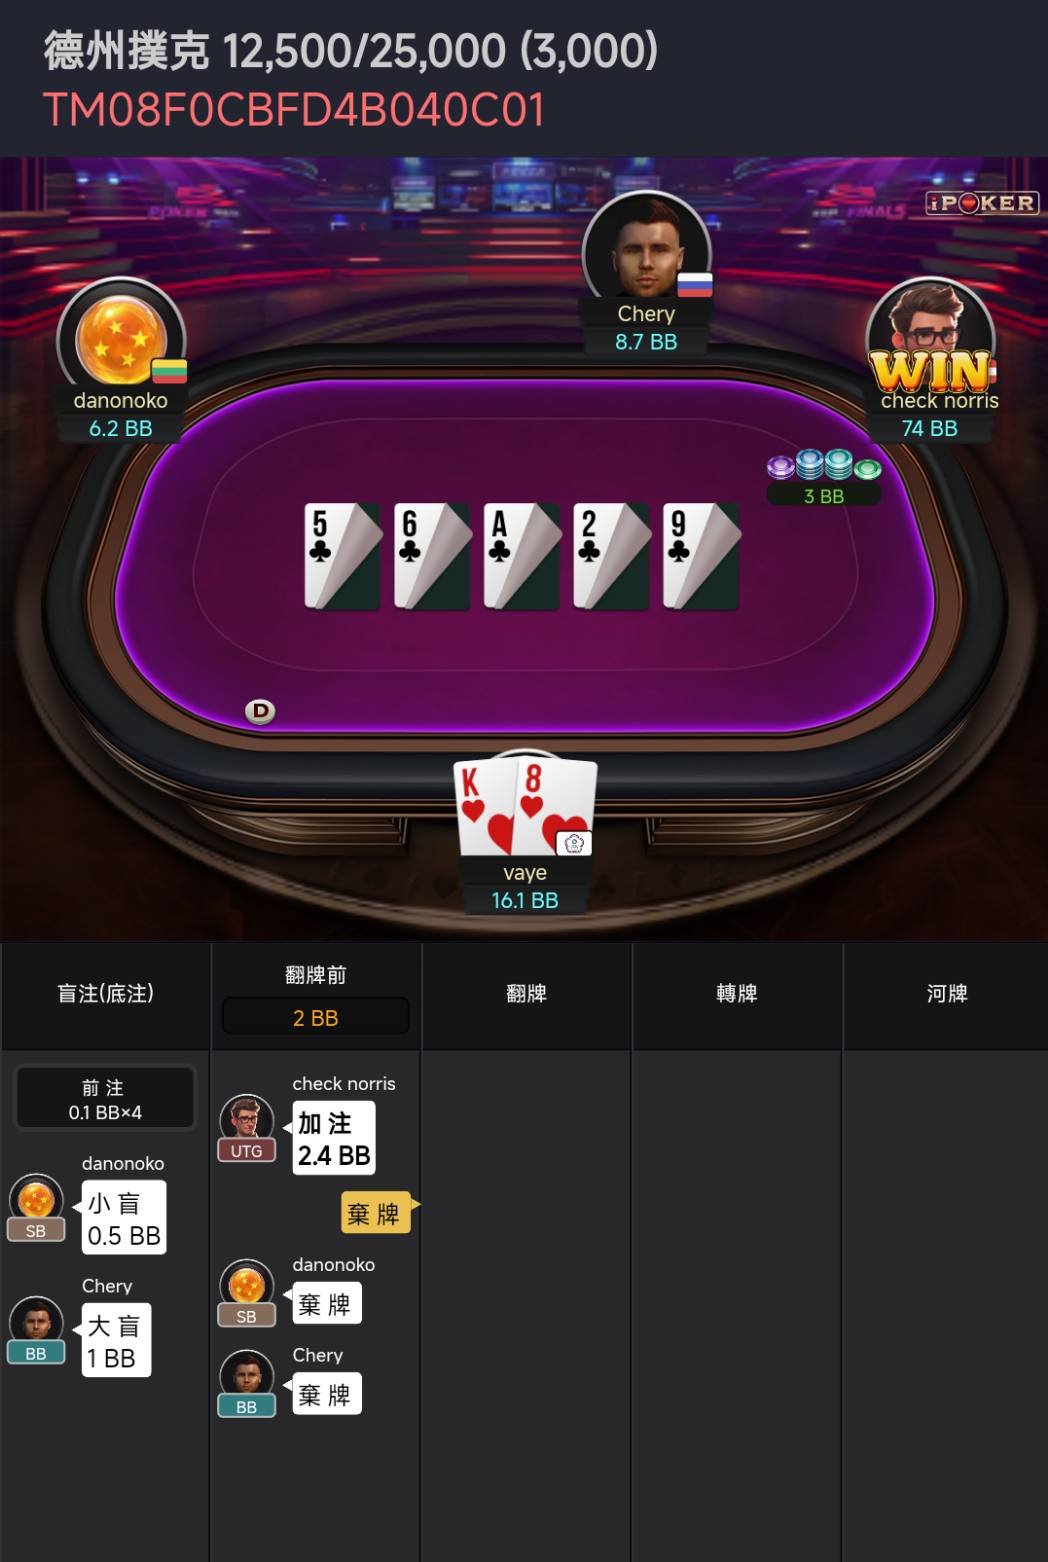 德州撲克 12,500/25,000 (3,000)
TM08F0CBFD4B040C01
iPOKER
Chery
8.7 BB
danonoko
6.2 BB
WIN
check norris
74 BB
3 BB
5 6 A 2 9
D
K 8
vaye
16.1 BB
盲注(底注)
翻牌前
2 BB
翻牌
轉牌
河牌
前注
0.1 BB×4
danonoko
小盲
0.5 BB
SB
Chery
大盲
1 BB
BB
check norris
加注
2.4 BB
UTG
棄牌
danonoko
棄牌
SB
Chery
棄牌
BB